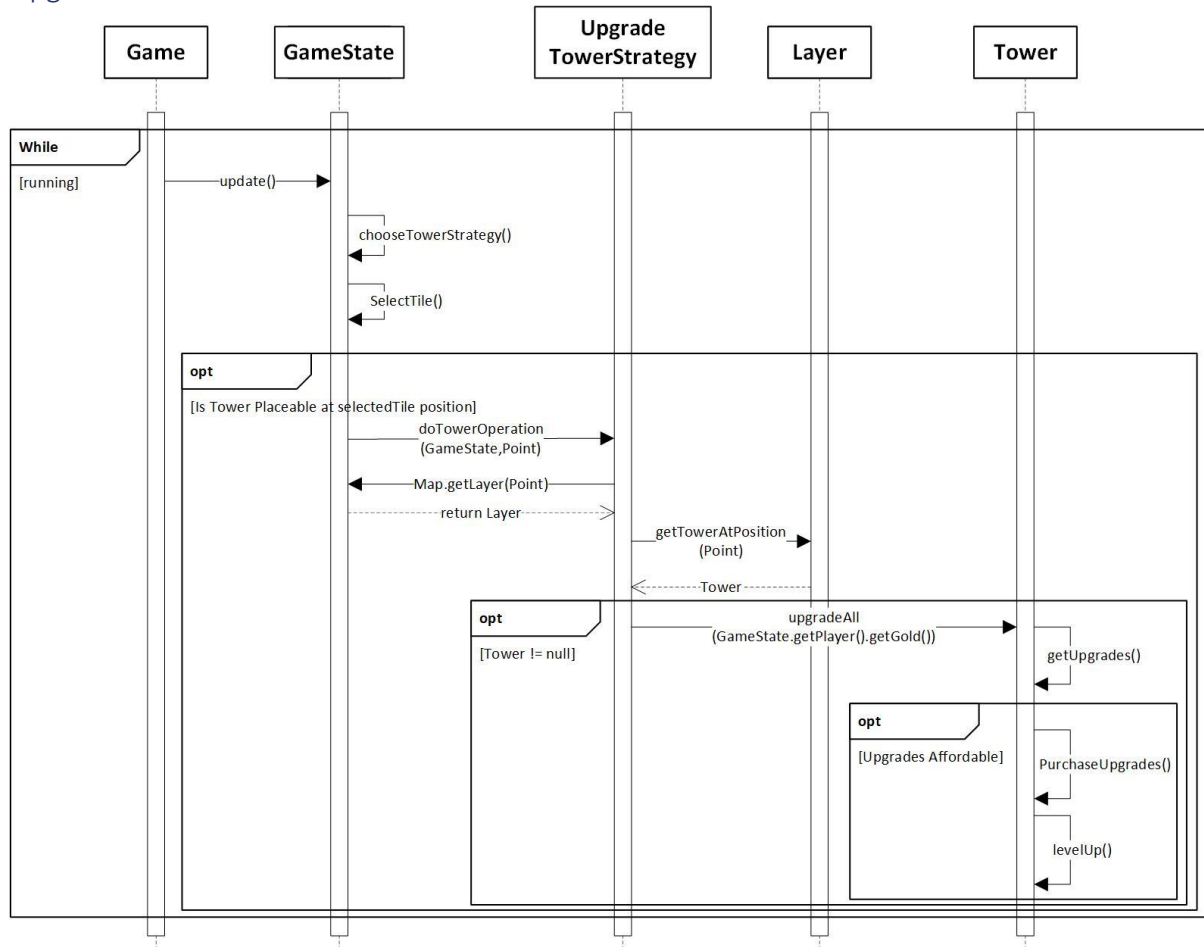 Game
GameState
Upgrade
TowerStrategy
Layer
Tower
While
[running]
update()
chooseTowerStrategy()
SelectTile()
opt
[Is Tower Placeable at selectedTile position]
doTowerOperation
(GameState,Point)
Map.getLayer(Point)
return Layer
getTowerAtPosition
(Point)
Tower
opt
[Tower != null]
upgradeAll
(GameState.getPlayer().getGold())
getUpgrades()
opt
[Upgrades Affordable]
PurchaseUpgrades()
levelUp()